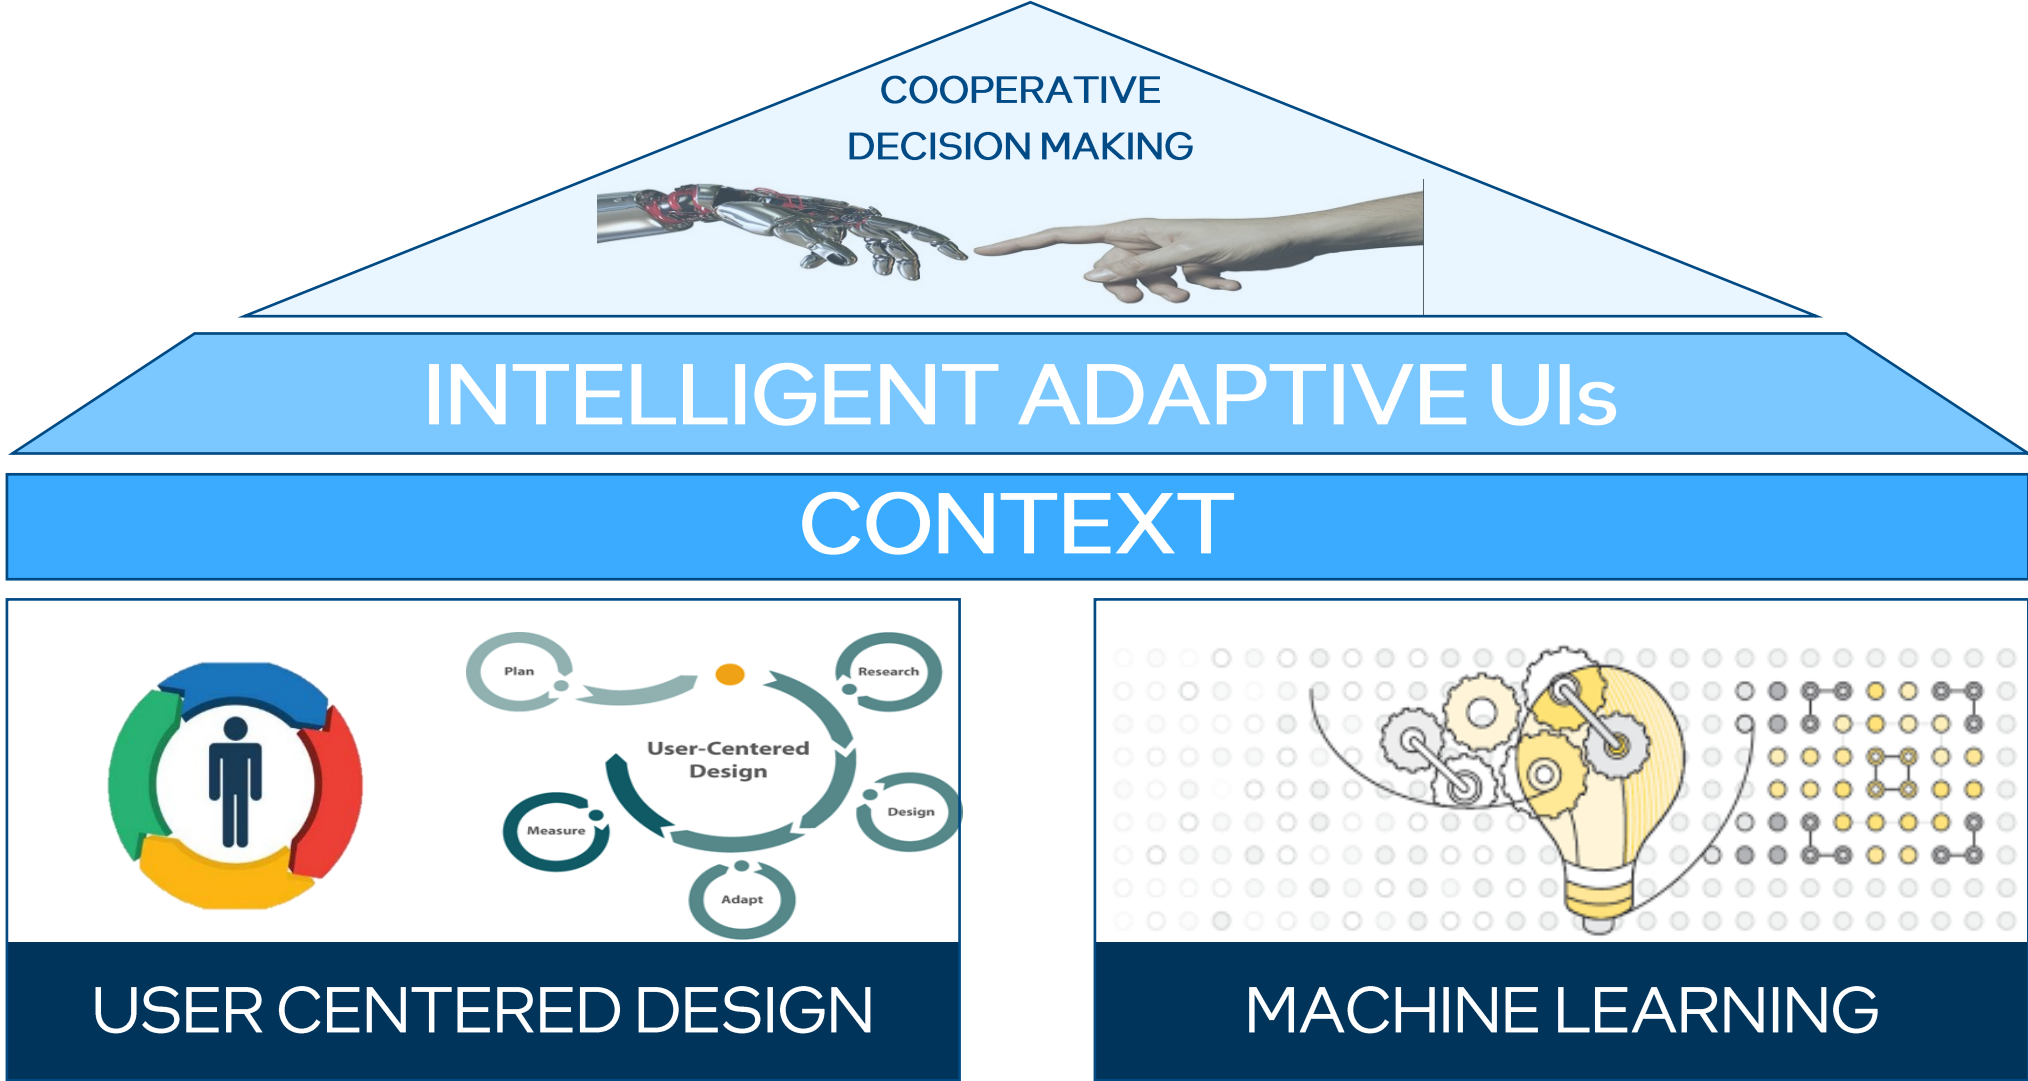 COOPERATIVE
DECISION MAKING
INTELLIGENT ADAPTIVE UIs
CONTEXT
Plan
Research
User-Centered
Design
Design
Measure
Adapt
USER CENTERED DESIGN
MACHINE LEARNING